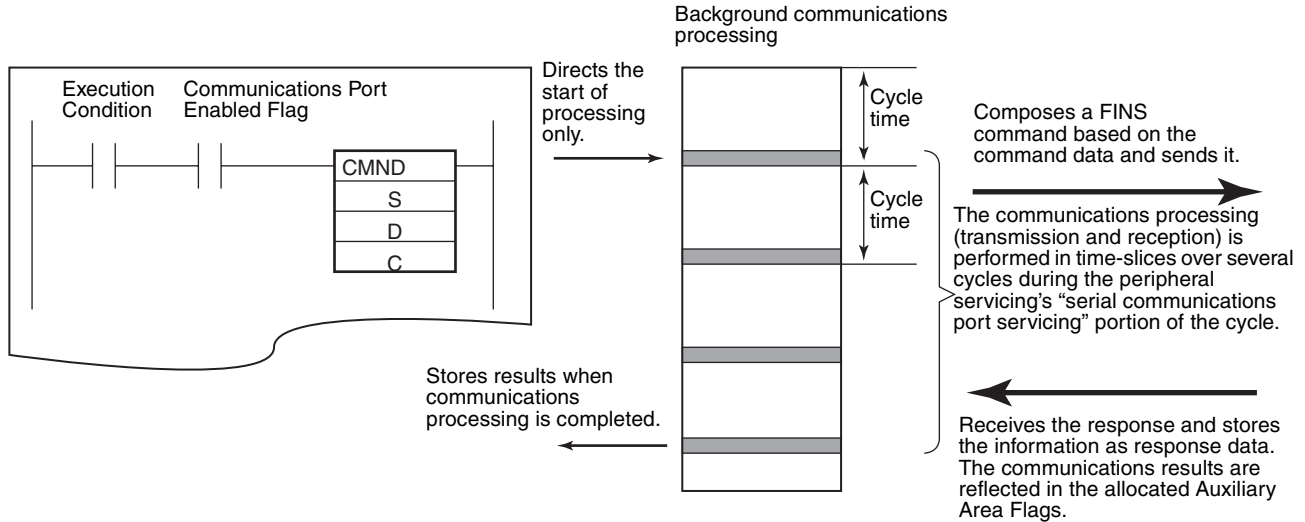 Background communications
processing
Execution
Condition
Communications Port
Enabled Flag
CMND
S
D
C
Directs the
start of
processing
only.
Cycle
time
Cycle
time
Composes a FINS
command based on the
command data and sends it.
The communications processing
(transmission and reception) is
performed in time-slices over several
cycles during the peripheral
servicing’s “serial communications
port servicing” portion of the cycle.
Stores results when
communications
processing is completed.
Receives the response and stores
the information as response data.
The communications results are
reflected in the allocated Auxiliary
Area Flags.